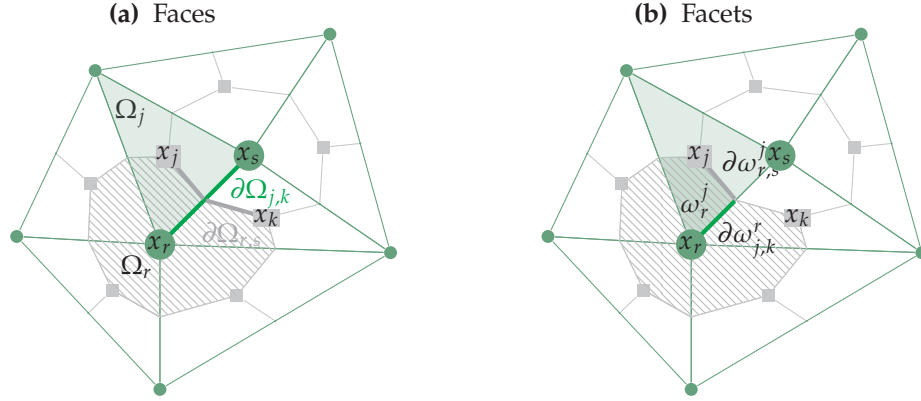 (a) Faces
Ω_j
x_j
x_s
∂Ω_{j,k}
x_k
∂Ω_{r,s}
x_r
Ω_r
(b) Facets
x_j
x_s
∂ω^j_{r,s}
ω^j_r
x_k
x_r
∂ω^r_{j,k}